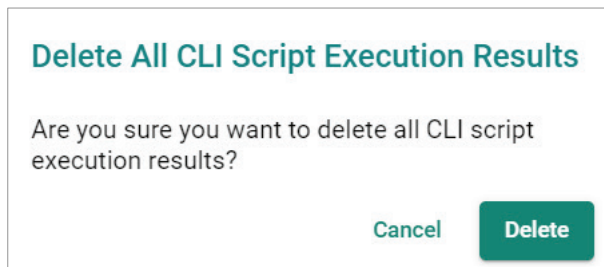 Delete All CLI Script Execution Results
Are you sure you want to delete all CLI script
execution results?
Cancel Delete